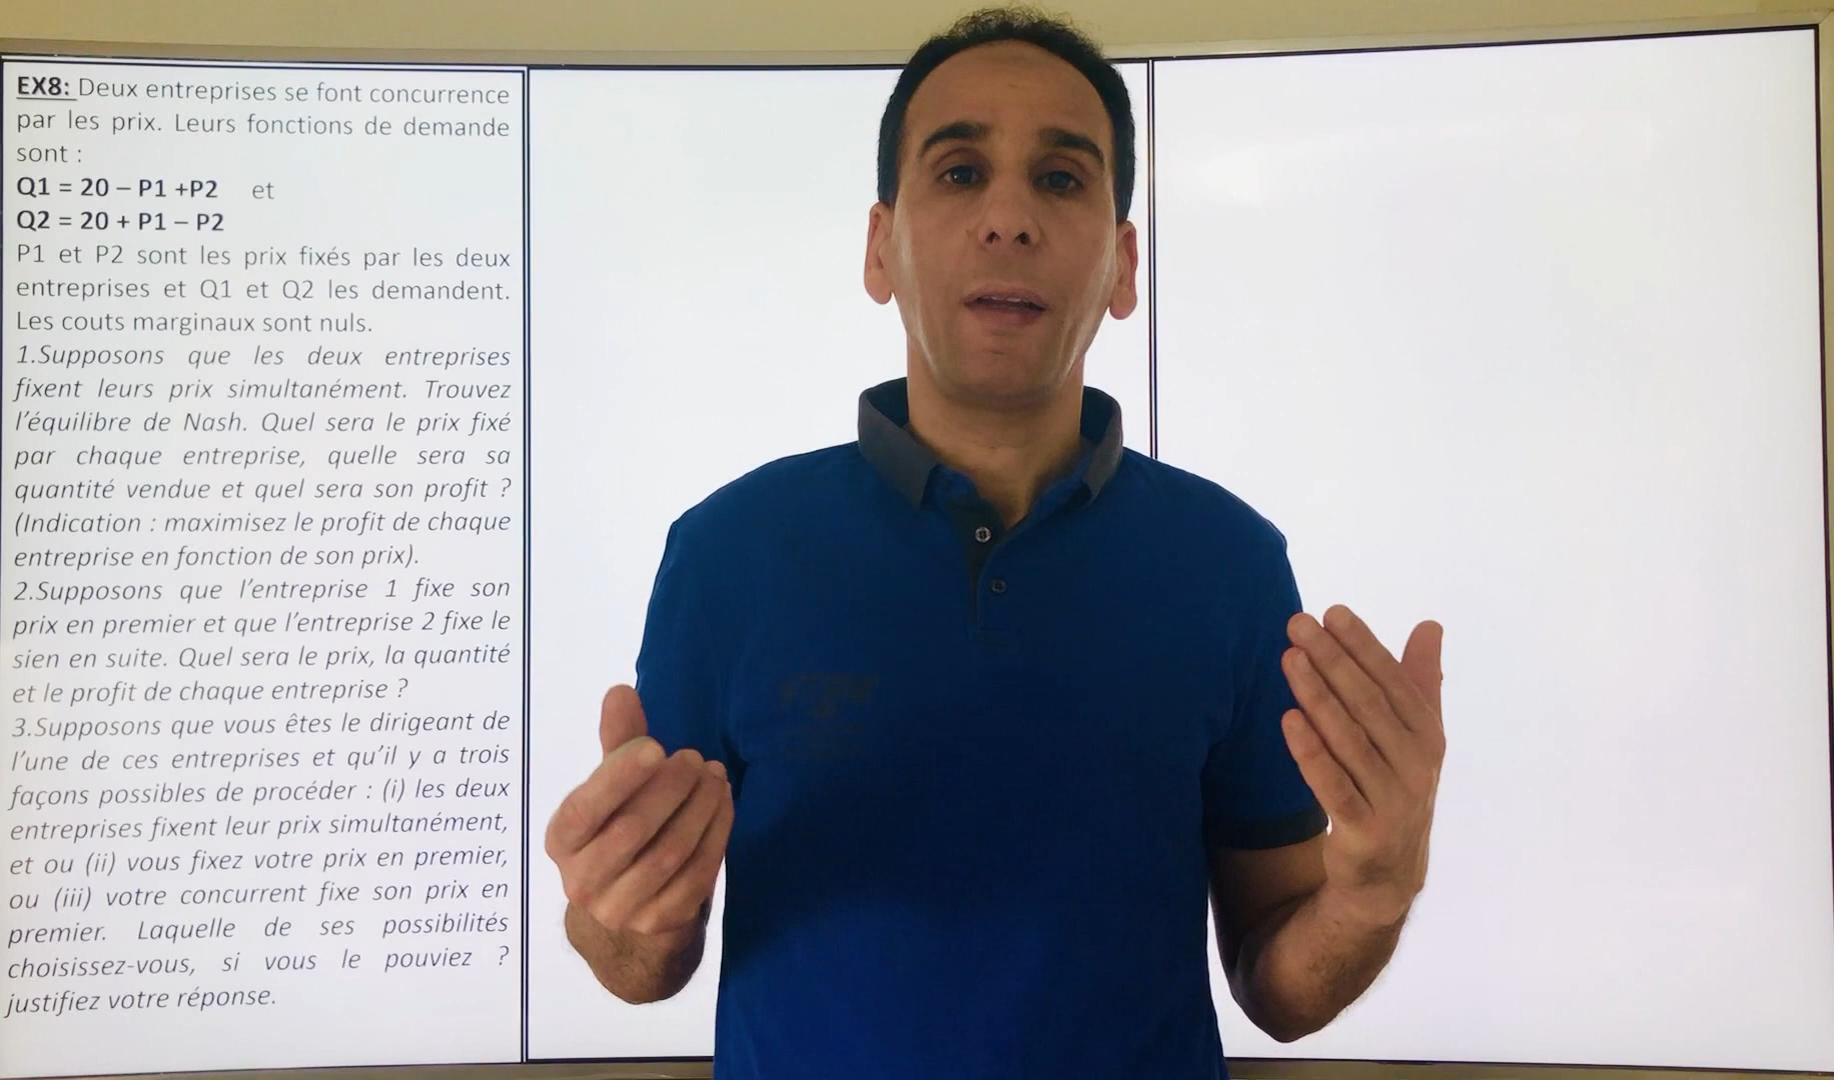 EX8: Deux entreprises se font concurrence
par les prix. Leurs fonctions de demande
sont :
Q1 = 20 – P1 +P2 et
Q2 = 20 + P1 – P2
P1 et P2 sont les prix fixés par les deux
entreprises et Q1 et Q2 les demandent.
Les couts marginaux sont nuls.
1.Supposons que les deux entreprises
fixent leurs prix simultanément. Trouvez
l’équilibre de Nash. Quel sera le prix fixé
par chaque entreprise, quelle sera sa
quantité vendue et quel sera son profit ?
(Indication : maximisez le profit de chaque
entreprise en fonction de son prix).
2.Supposons que l’entreprise 1 fixe son
prix en premier et que l’entreprise 2 fixe le
sien en suite. Quel sera le prix, la quantité
et le profit de chaque entreprise ?
3.Supposons que vous êtes le dirigeant de
l’une de ces entreprises et qu’il y a trois
façons possibles de procéder : (i) les deux
entreprises fixent leur prix simultanément,
et ou (ii) vous fixez votre prix en premier,
ou (iii) votre concurrent fixe son prix en
premier. Laquelle de ses possibilités
choisissez-vous, si vous le pouviez ?
justifiez votre réponse.